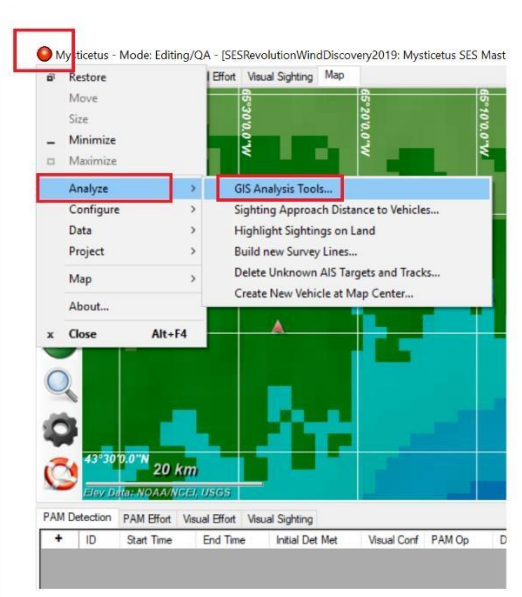 Mysticetus - Mode: Editing/QA - [SESRevolutionWindDiscovery2019: Mysticetus SES Mast
Effort Visual Sighting Map
Restore
Move
Size
Minimize
Maximize
Analyze >
Configure >
Data >
Project >
Map >
About...
x Close Alt+F4
GIS Analysis Tools...
Sighting Approach Distance to Vehicles...
Highlight Sightings on Land
Build new Survey Lines...
Delete Unknown AIS Targets and Tracks...
Create New Vehicle at Map Center...
65°30'0.0"W
65°20'0.0"W
65°10'0.0"W
43°30'0.0"N
20 km
Elev Data: NOAA/NCEI, USGS
PAM Detection PAM Effort Visual Effort Visual Sighting
+ ID Start Time End Time Initial Det Met Visual Conf PAM Op D